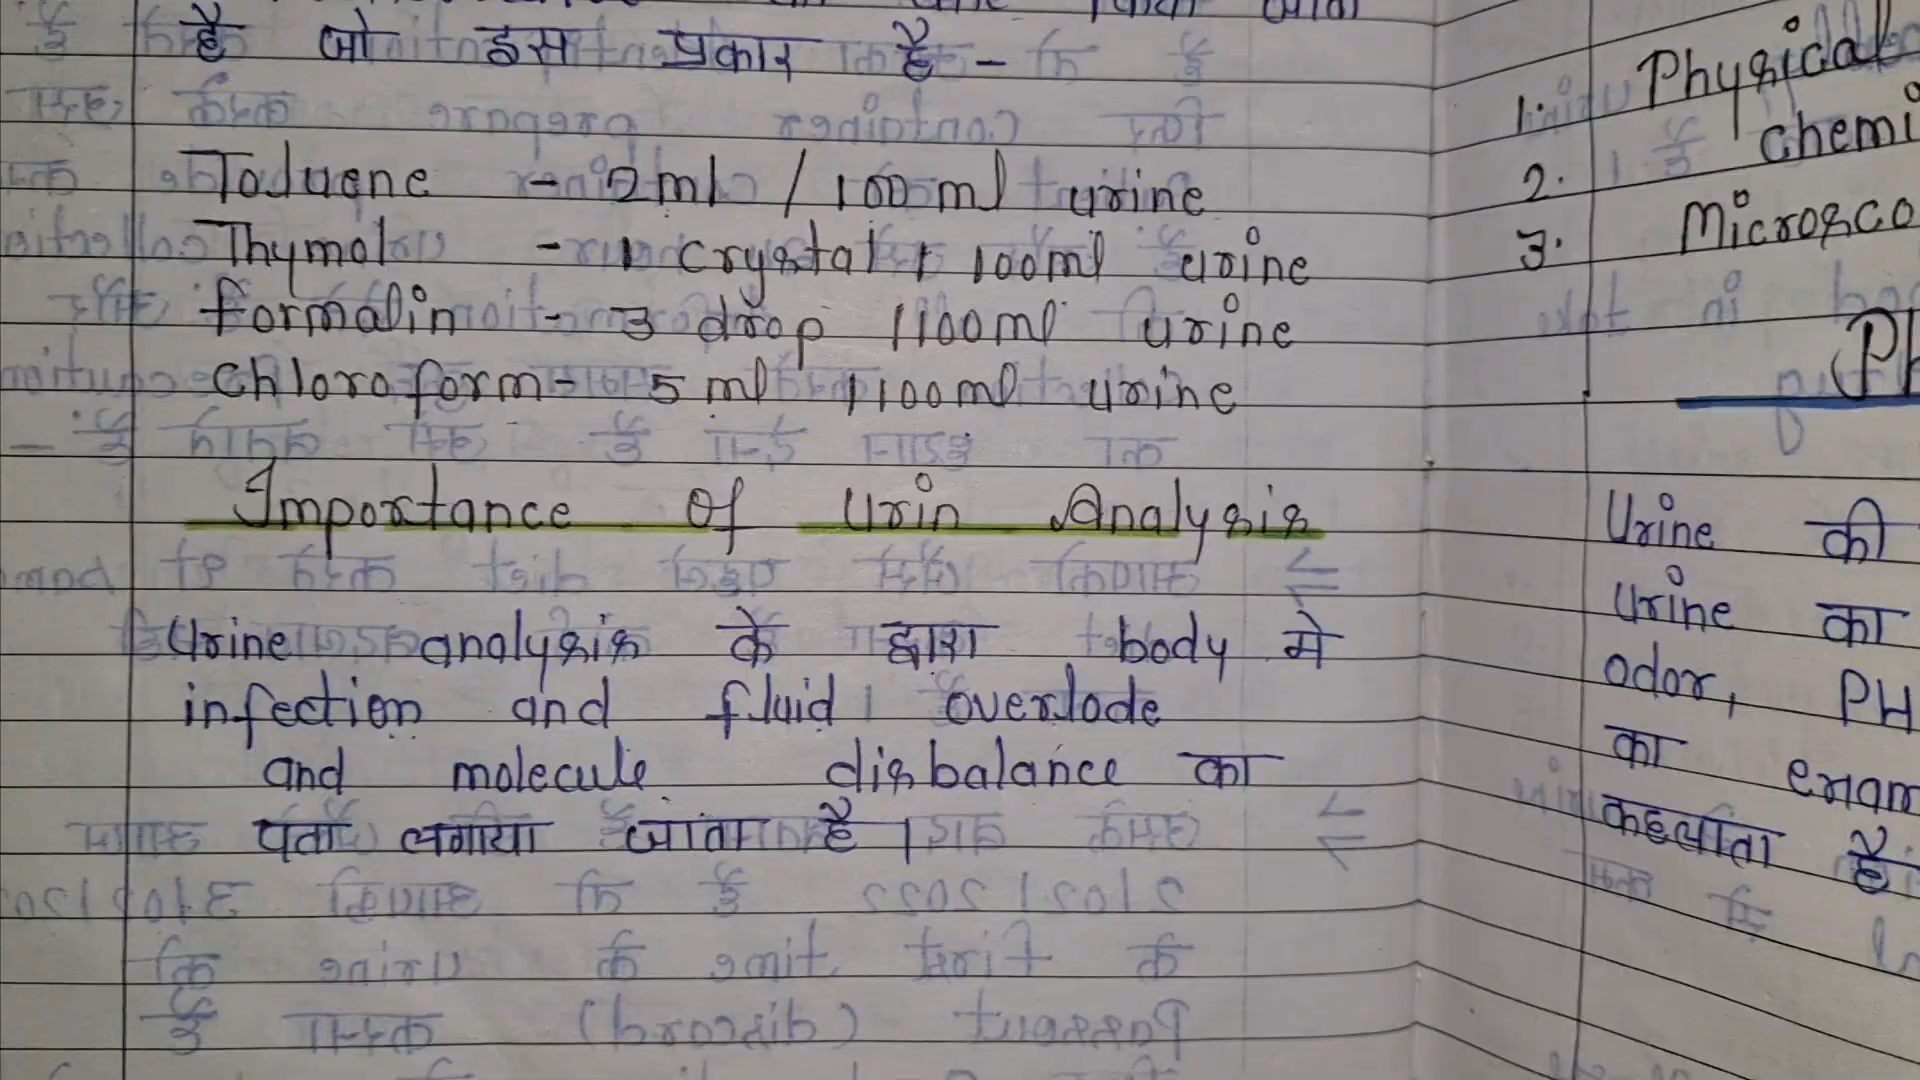 है जो इस प्रकार है -
Toluene - 2ml / 100ml urine
Thymol - 1 crystal / 100ml urine
formalin - 3 drop / 100ml urine
chloroform - 5 ml / 100ml urine
Importance of Urin Analysis
Urine analysis के द्वारा body मे
infection and fluid overlode
and molecule disbalance का
पता लगाया जाता है ।
1. Physical
2. chemi
3. Microsco
Ph
Urine की
Urine का
odor, PH
का exam
कहलाता है